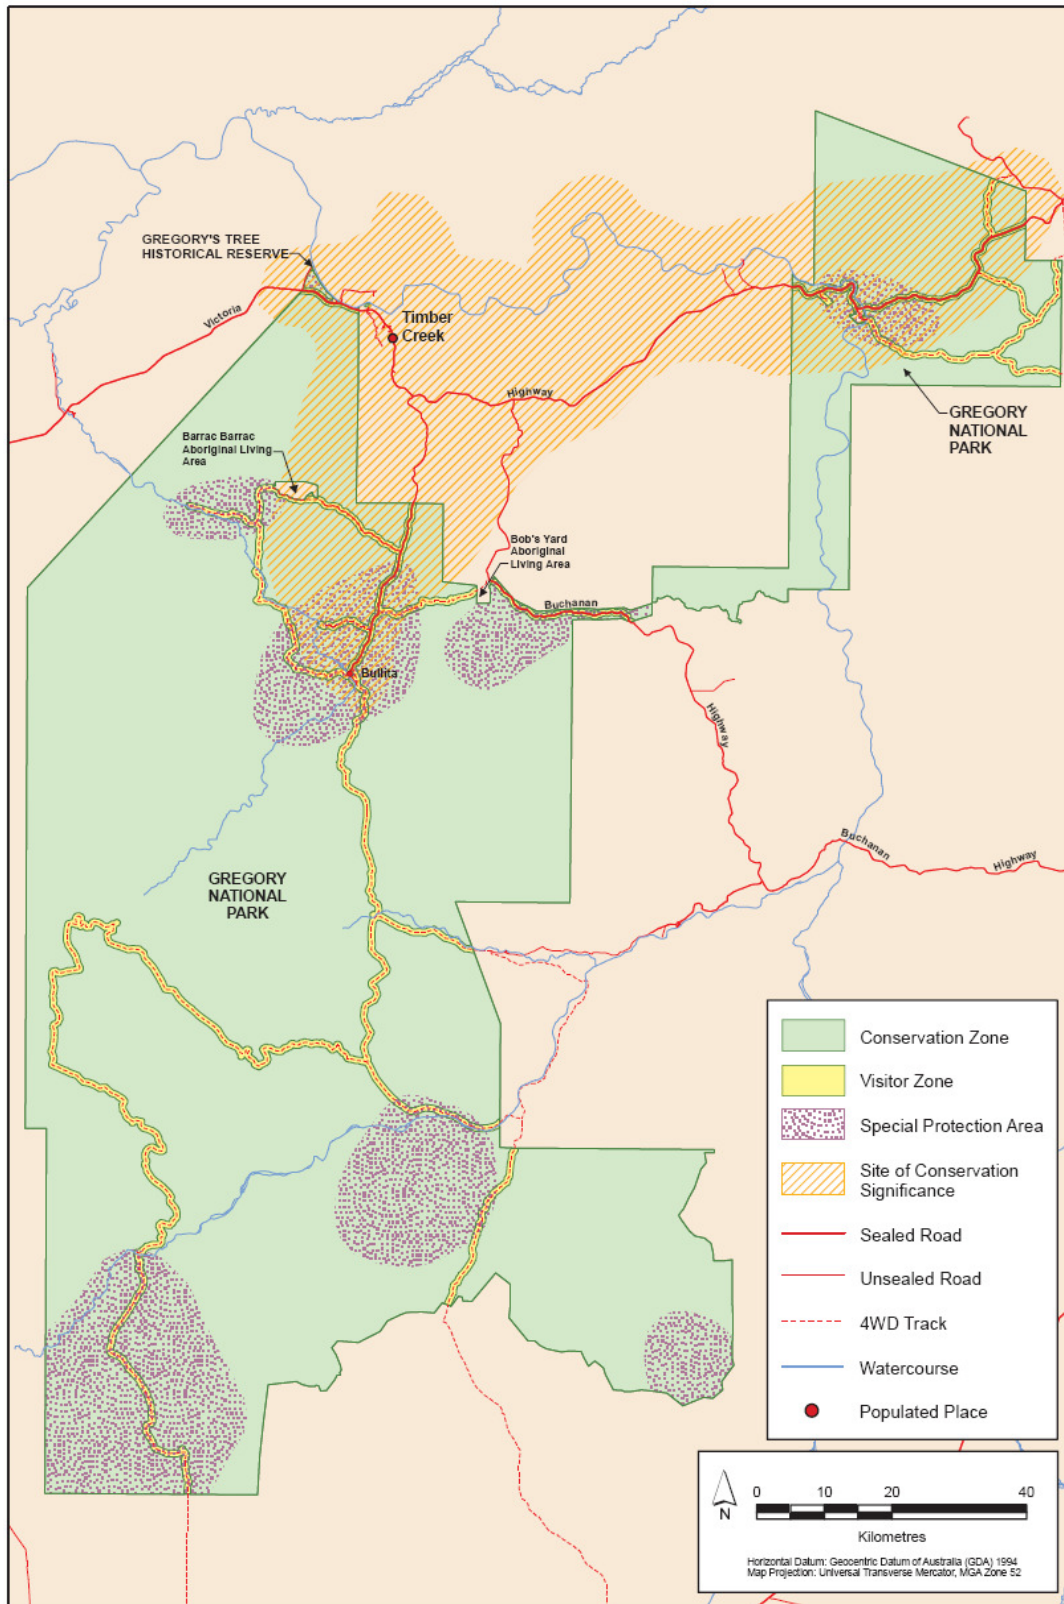 GREGORY'S TREE
HISTORICAL RESERVE
Victoria
Timber
Creek
Highway
GREGORY
NATIONAL
PARK
Barrac Barrac
Aboriginal Living
Area
Bob's Yard
Aboriginal
Living Area
Buchanan
Bullita
Highway
Buchanan
Highway
GREGORY
NATIONAL
PARK
Conservation Zone
Visitor Zone
Special Protection Area
Site of Conservation
Significance
Sealed Road
Unsealed Road
4WD Track
Watercourse
Populated Place
N
0 10 20 40
Kilometres
Horizontal Datum: Geocentric Datum of Australia (GDA) 1994
Map Projection: Universal Transverse Mercator, MGA Zone 52